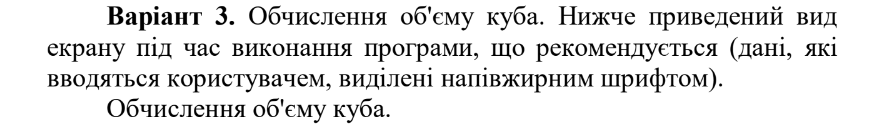 Варіант 3. Обчислення об'єму куба. Нижче приведений вид
екрану під час виконання програми, що рекомендується (дані, які
вводяться користувачем, виділені напівжирним шрифтом).
Обчислення об'єму куба.